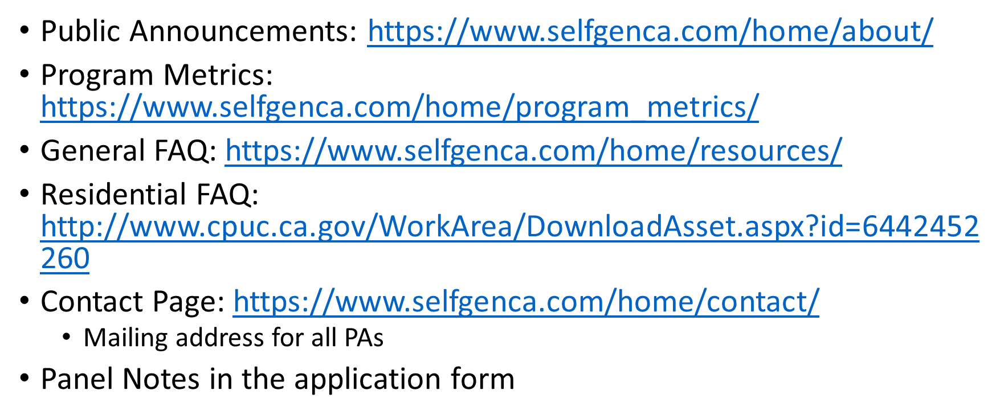 • Public Announcements: https://www.selfgenca.com/home/about/
• Program Metrics:
https://www.selfgenca.com/home/program_metrics/
• General FAQ: https://www.selfgenca.com/home/resources/
• Residential FAQ:
http://www.cpuc.ca.gov/WorkArea/DownloadAsset.aspx?id=6442452
260
• Contact Page: https://www.selfgenca.com/home/contact/
• Mailing address for all PAs
• Panel Notes in the application form